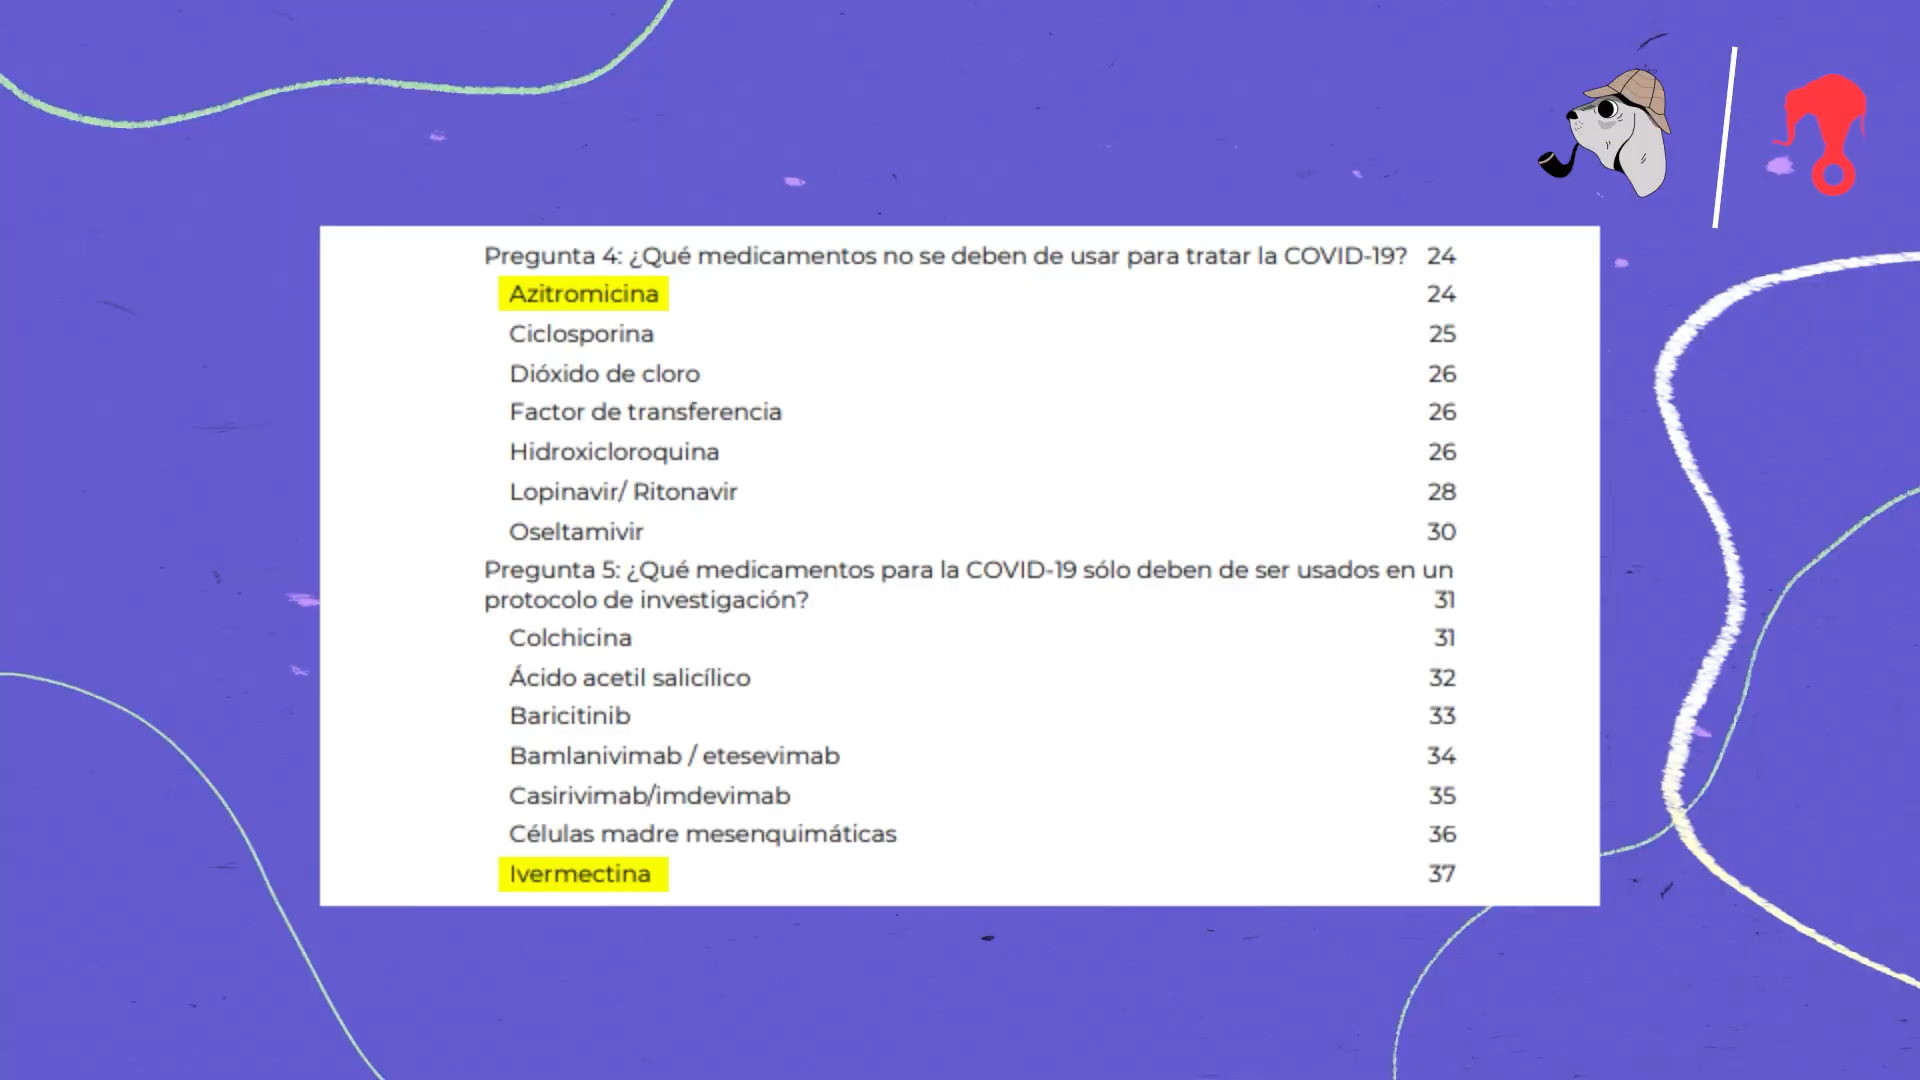 Pregunta 4: ¿Qué medicamentos no se deben de usar para tratar la COVID-19? 24
Azitromicina 24
Ciclosporina 25
Dióxido de cloro 26
Factor de transferencia 26
Hidroxicloroquina 26
Lopinavir/ Ritonavir 28
Oseltamivir 30
Pregunta 5: ¿Qué medicamentos para la COVID-19 sólo deben de ser usados en un
protocolo de investigación? 31
Colchicina 31
Ácido acetil salicílico 32
Baricitinib 33
Bamlanivimab / etesevimab 34
Casirivimab/imdevimab 35
Células madre mesenquimáticas 36
Ivermectina 37